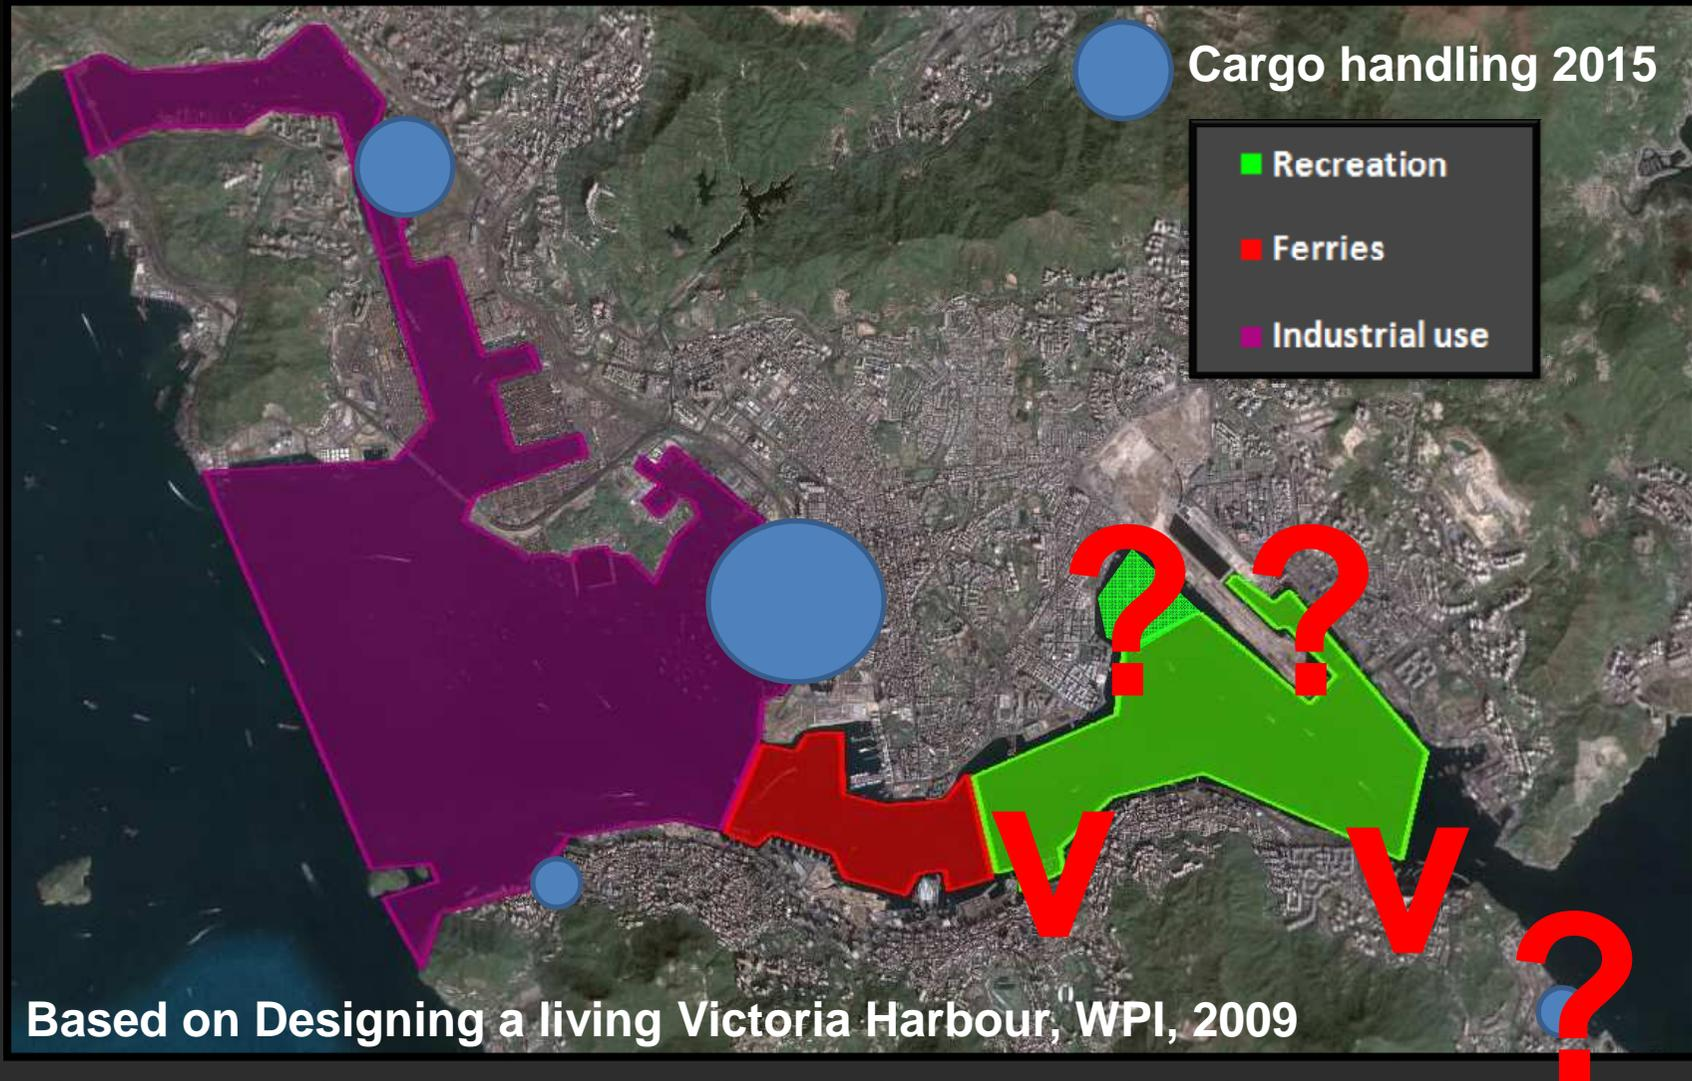 Cargo handling 2015
Recreation
Ferries
Industrial use
? ?
v v
?
Based on Designing a living Victoria Harbour, WPI, 2009